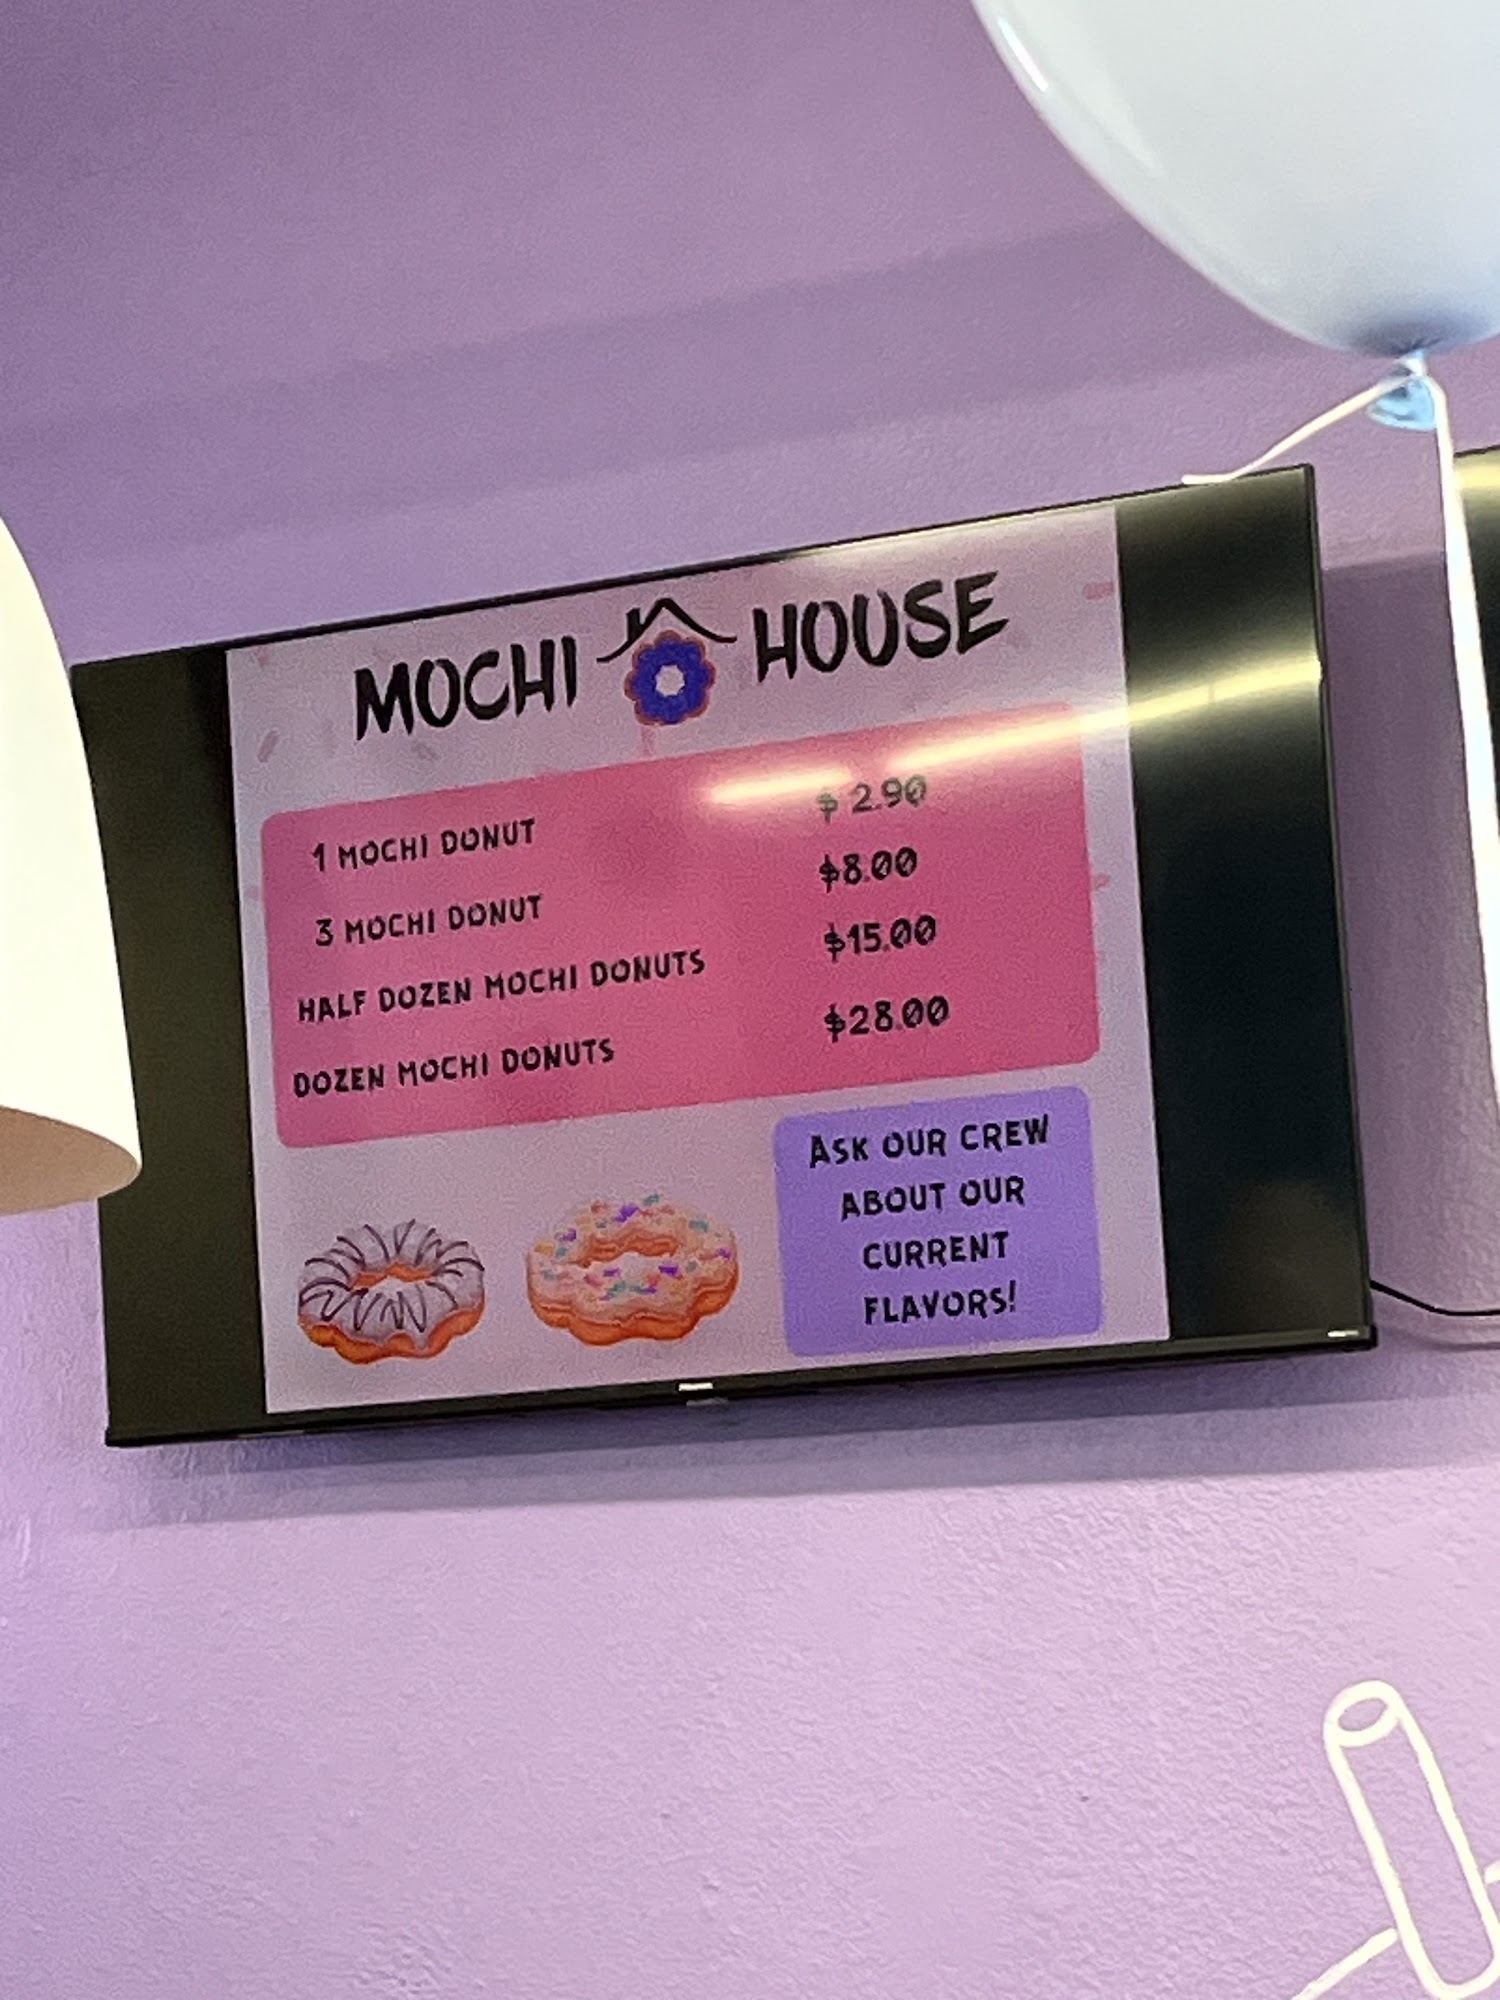 MOCHI HOUSE
1 MOCHI DONUT $ 2.90
3 MOCHI DONUT $8.00
HALF DOZEN MOCHI DONUTS $15.00
DOZEN MOCHI DONUTS $28.00
ASK OUR CREW
ABOUT OUR
CURRENT
FLAVORS!